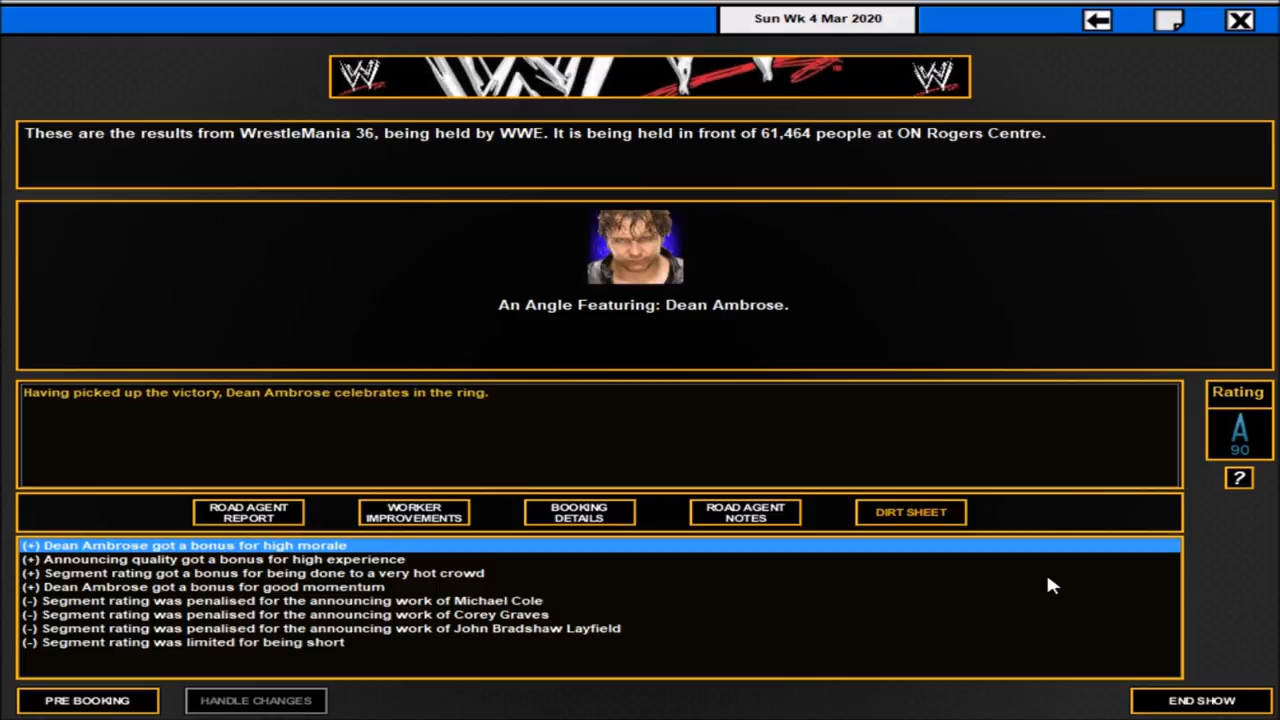 Sun Wk 4 Mar 2020
These are the results from WrestleMania 36, being held by WWE. It is being held in front of 61,464 people at ON Rogers Centre.
An Angle Featuring: Dean Ambrose.
Having picked up the victory, Dean Ambrose celebrates in the ring.
Rating
A
90
?
ROAD AGENT
REPORT
WORKER
IMPROVEMENTS
BOOKING
DETAILS
ROAD AGENT
NOTES
DIRT SHEET
(+) Dean Ambrose got a bonus for high morale
(+) Announcing quality got a bonus for high experience
(+) Segment rating got a bonus for being done to a very hot crowd
(+) Dean Ambrose got a bonus for good momentum
(-) Segment rating was penalised for the announcing work of Michael Cole
(-) Segment rating was penalised for the announcing work of Corey Graves
(-) Segment rating was penalised for the announcing work of John Bradshaw Layfield
(-) Segment rating was limited for being short
PRE BOOKING
HANDLE CHANGES
END SHOW